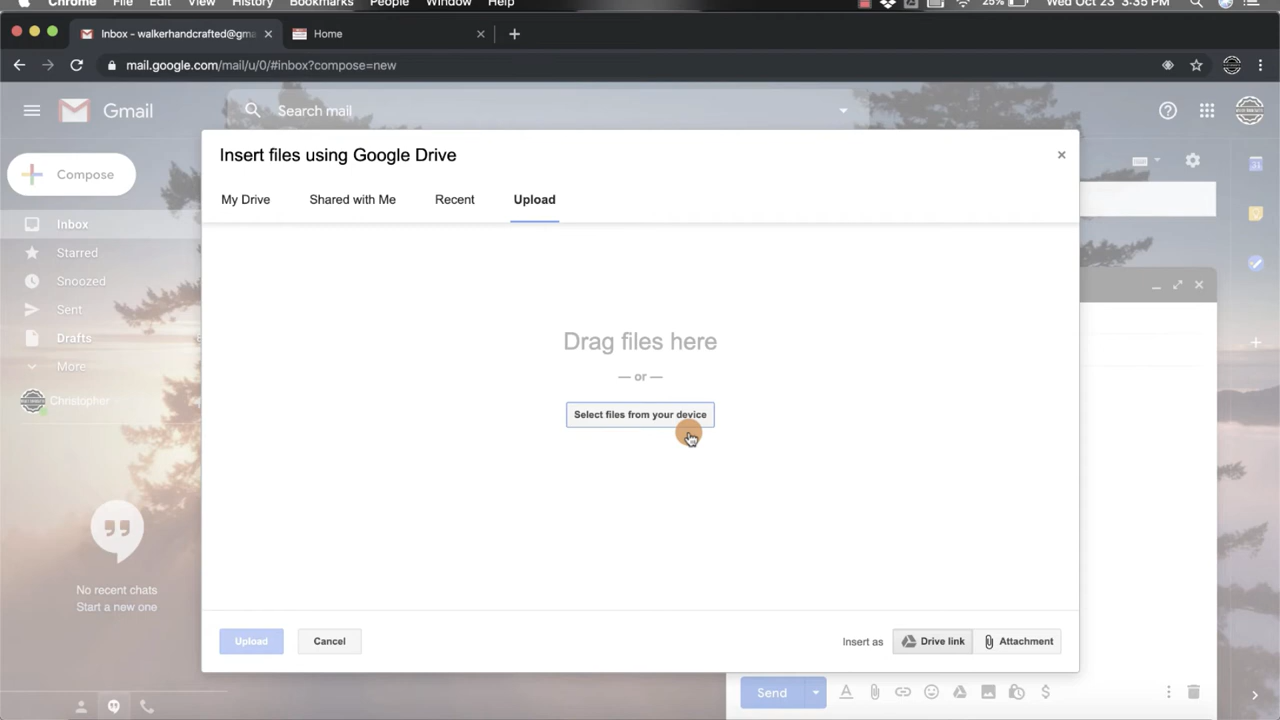 Chrome File Edit View History Bookmarks People Window Help 25% Wed Oct 23 3:35 PM
Inbox - walkerhandcrafted@gma Home
mail.google.com/mail/u/0/#inbox?compose=new
Gmail Search mail
Insert files using Google Drive
Compose
My Drive Shared with Me Recent Upload
Inbox
Starred
Snoozed
Sent
Drafts
More
Christopher
Drag files here
— or —
Select files from your device
No recent chats
Start a new one
Upload Cancel Insert as Drive link Attachment
Send